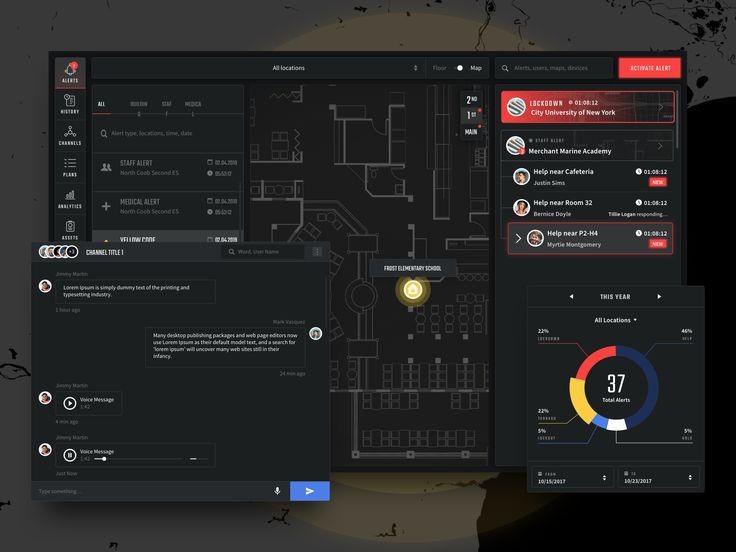 ALERTS
HISTORY
CHANNELS
PLANS
ANALYTICS
ASSETS
All locations
Floor
Map
Alerts, users, maps, devices
ACTIVATE ALERT
ALL
BUILDIN
STAF
MEDICA
Alert type, locations, time, date
STAFF ALERT
02.04.2019
North Coob Second ES
05:53:17
MEDICAL ALERT
02.04.2019
North Coob Second ES
05:53:17
YELLOW CODE
02.04.2019
2ND
1ST
MAIN
FROST ELEMENTARY SCHOOL
LOCKDOWN
01:08:12
City University of New York
STAFF ALERT
Merchant Marine Academy
Help near Cafeteria
01:08:12
Justin Sims
NEW
Help near Room 32
01:08:12
Bernice Doyle
Tillie Logan responding...
Help near P2-H4
01:08:12
Myrtie Montgomery
NEW
CHANNEL TITLE 1
Word, User Name
Jimmy Martin
Lorem Ipsum is simply dummy text of the printing and
typesetting industry.
1 hour ago
Mark Vasquez
Many desktop publishing packages and web page editors now
use Lorem Ipsum as their default model text, and a search for
'lorem ipsum' will uncover many web sites still in their
infancy.
24 min ago
Jimmy Martin
Voice Message
1:42
4 min ago
Jimmy Martin
Voice Message
1:42
Just Now
Type something...
THIS YEAR
All Locations
22%
LOCKDOWN
46%
HELP
37
Total Alerts
22%
TORNADO
5%
LOCKOUT
5%
HOLD
FROM
10/15/2017
TO
10/23/2017